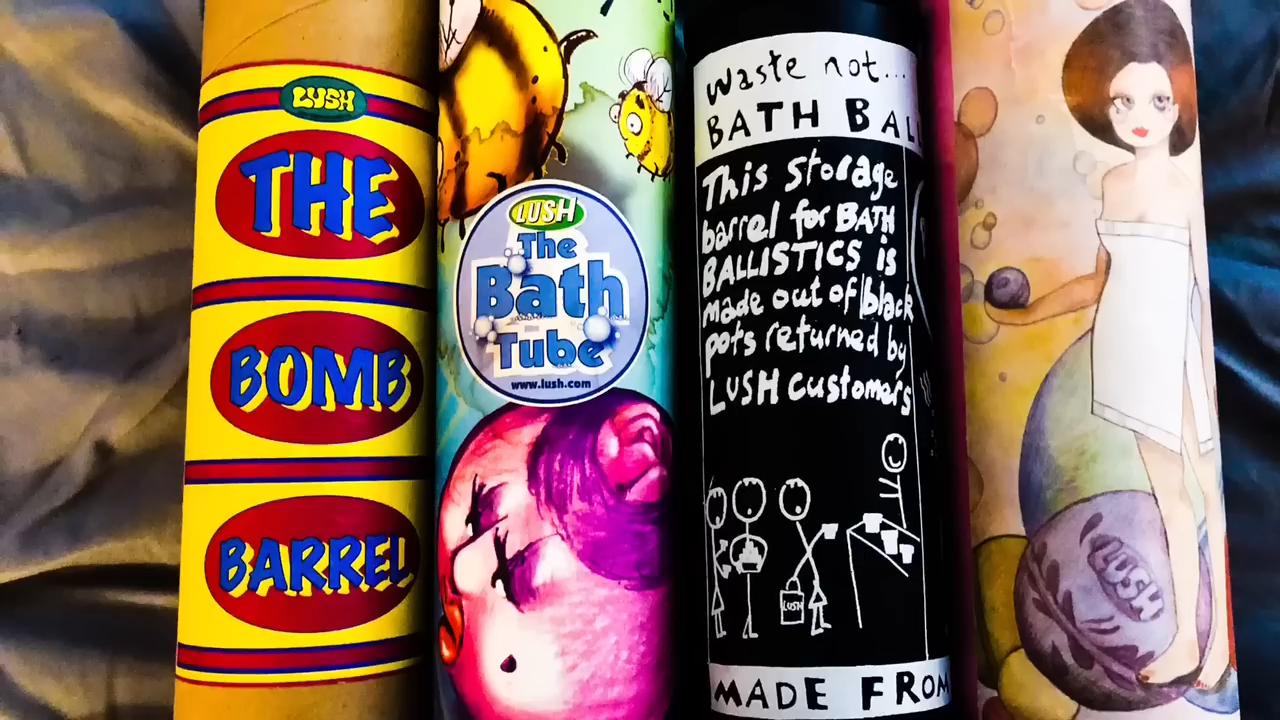 LUSH
THE
BOMB
BARREL
LUSH
The
Bath
Tube
www.lush.com
Waste not...
BATH BAL
This storage
barrel for BATH
BALLISTICS is
made out of black
pots returned by
LUSH customers
LUSH
MADE FROM
LUSH